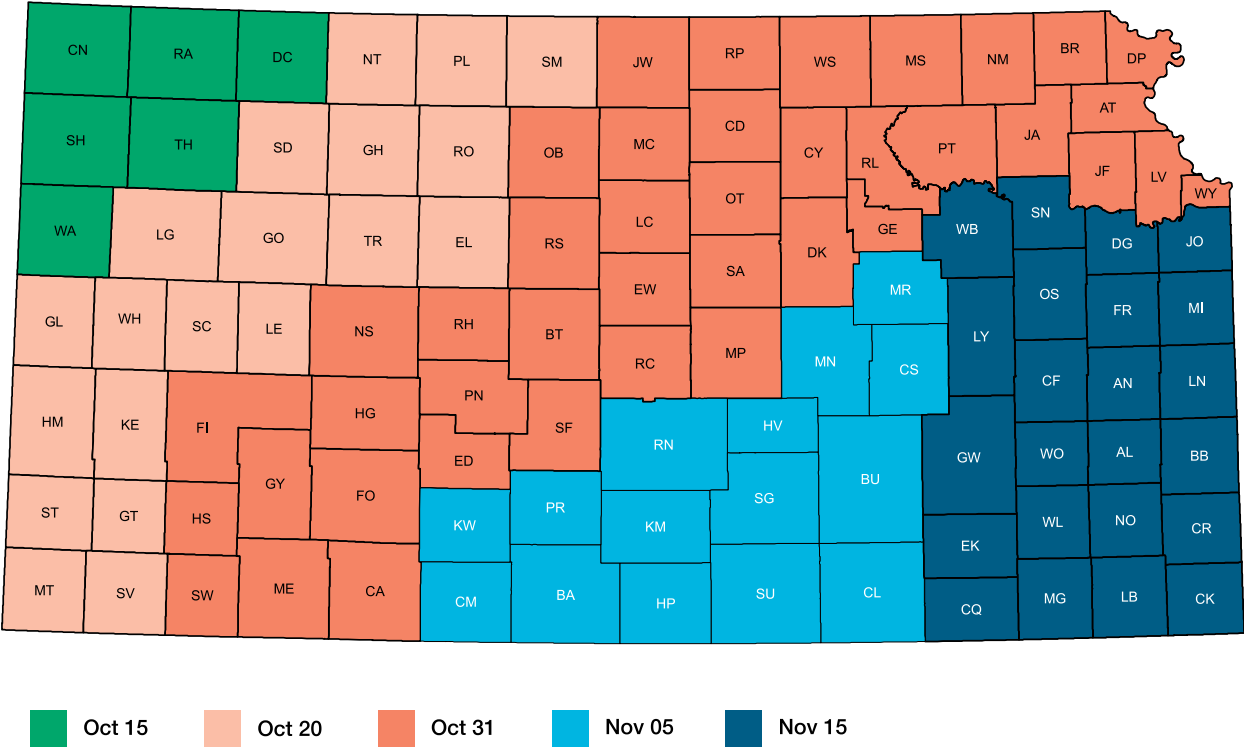 CN RA DC NT PL SM JW RP WS MS NM BR DP
SH TH SD GH RO OB MC CD CY RL PT JA AT
JF LV WY
WA LG GO TR EL RS LC OT DK GE WB SN DG JO
GL WH SC LE NS RH BT EW SA MR OS FR MI
RC MP MN CS LY CF AN LN
HM KE FI HG PN SF RN HV GW WO AL BB
ED BU
ST GT HS GY FO KW PR KM SG EK WL NO CR
MT SV SW ME CA CM BA HP SU CL CQ MG LB CK
Oct 15 Oct 20 Oct 31 Nov 05 Nov 15